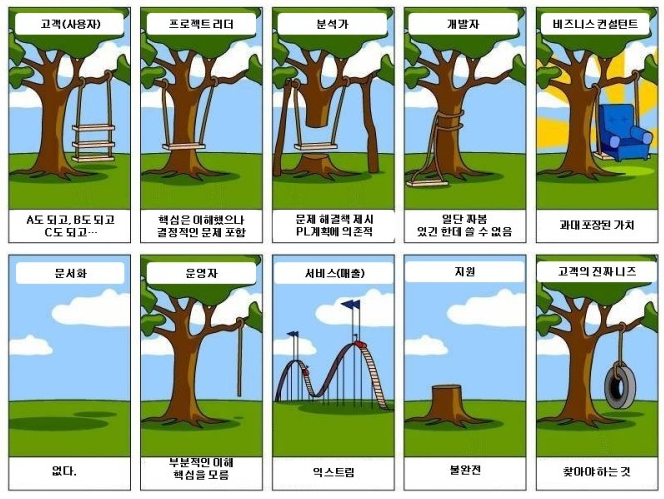 고객(사용자)
A도 되고, B도 되고
C도 되고…
프로젝트 리더
핵심은 이해했으나
결정적인 문제 포함
분석가
문제 해결책 제시
PL계획에 의존적
개발자
일단 짜봄
있긴 한데 쓸 수 없음
비즈니스 컨설턴트
과대 포장된 가치
문서화
없다.
운영자
부분적인 이해
핵심을 모름
서비스(매출)
익스트림
지원
불완전
고객의 진짜 니즈
찾아야 하는 것